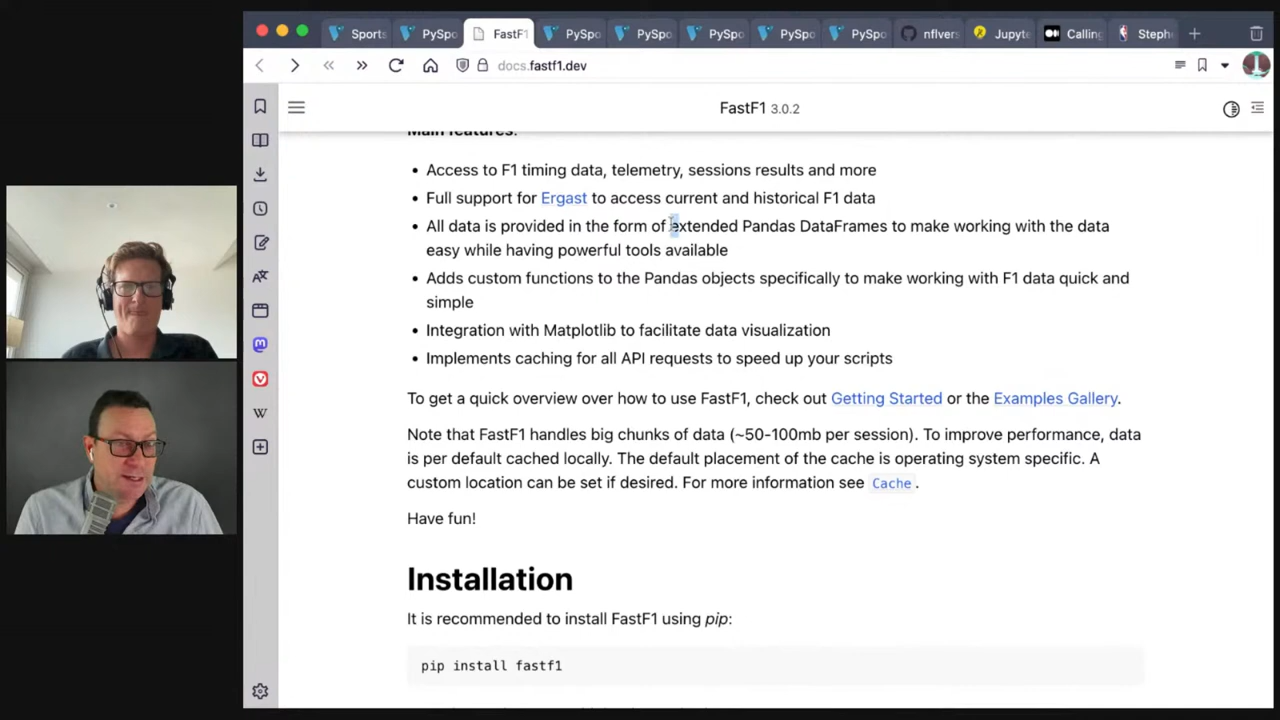 Sports
PySpo
FastF1
PySpo
PySpo
PySpo
PySpo
PySpo
nflvers
Jupyte
Calling
Steph
docs.fastf1.dev
FastF1 3.0.2
Main features:
• Access to F1 timing data, telemetry, sessions results and more
• Full support for Ergast to access current and historical F1 data
• All data is provided in the form of extended Pandas DataFrames to make working with the data
easy while having powerful tools available
• Adds custom functions to the Pandas objects specifically to make working with F1 data quick and
simple
• Integration with Matplotlib to facilitate data visualization
• Implements caching for all API requests to speed up your scripts
To get a quick overview over how to use FastF1, check out Getting Started or the Examples Gallery.
Note that FastF1 handles big chunks of data (~50-100mb per session). To improve performance, data
is per default cached locally. The default placement of the cache is operating system specific. A
custom location can be set if desired. For more information see Cache.
Have fun!
Installation
It is recommended to install FastF1 using pip:
pip install fastf1